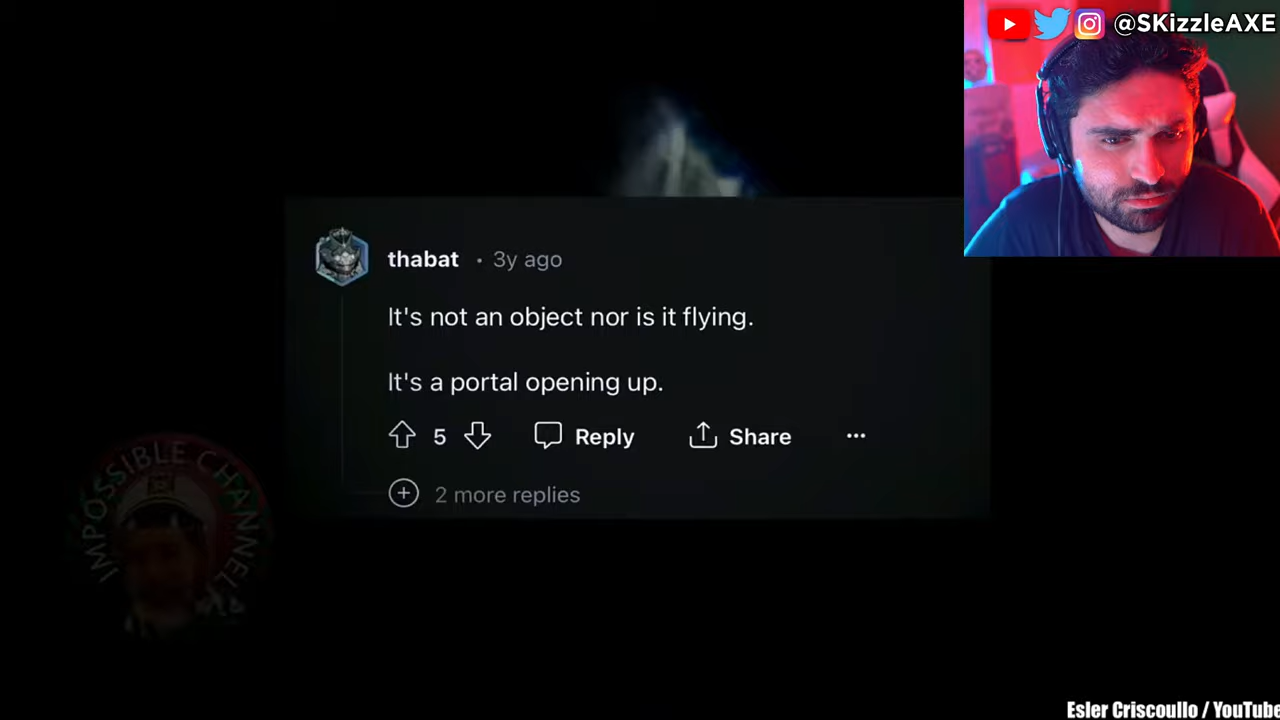 @SKizzleAXE
thabat • 3y ago
It's not an object nor is it flying.
It's a portal opening up.
5 Reply Share ...
2 more replies
IMPOSSIBLE CHANNEL
Esler Criscoullo / YouTube